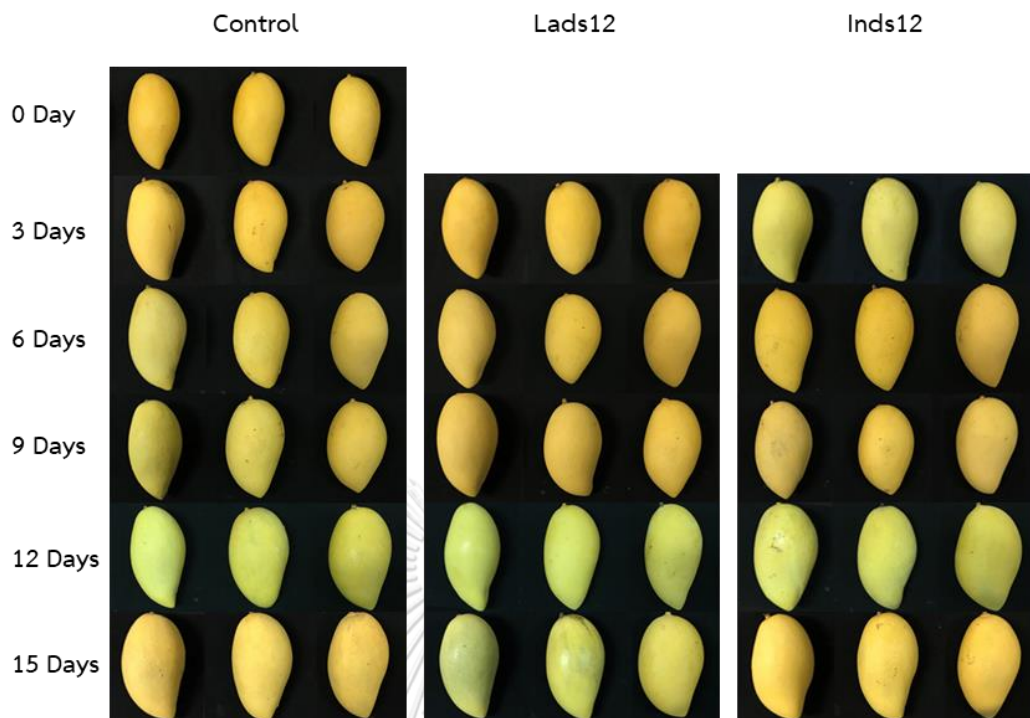 Control Lads12 Inds12
0 Day
3 Days
6 Days
9 Days
12 Days
15 Days